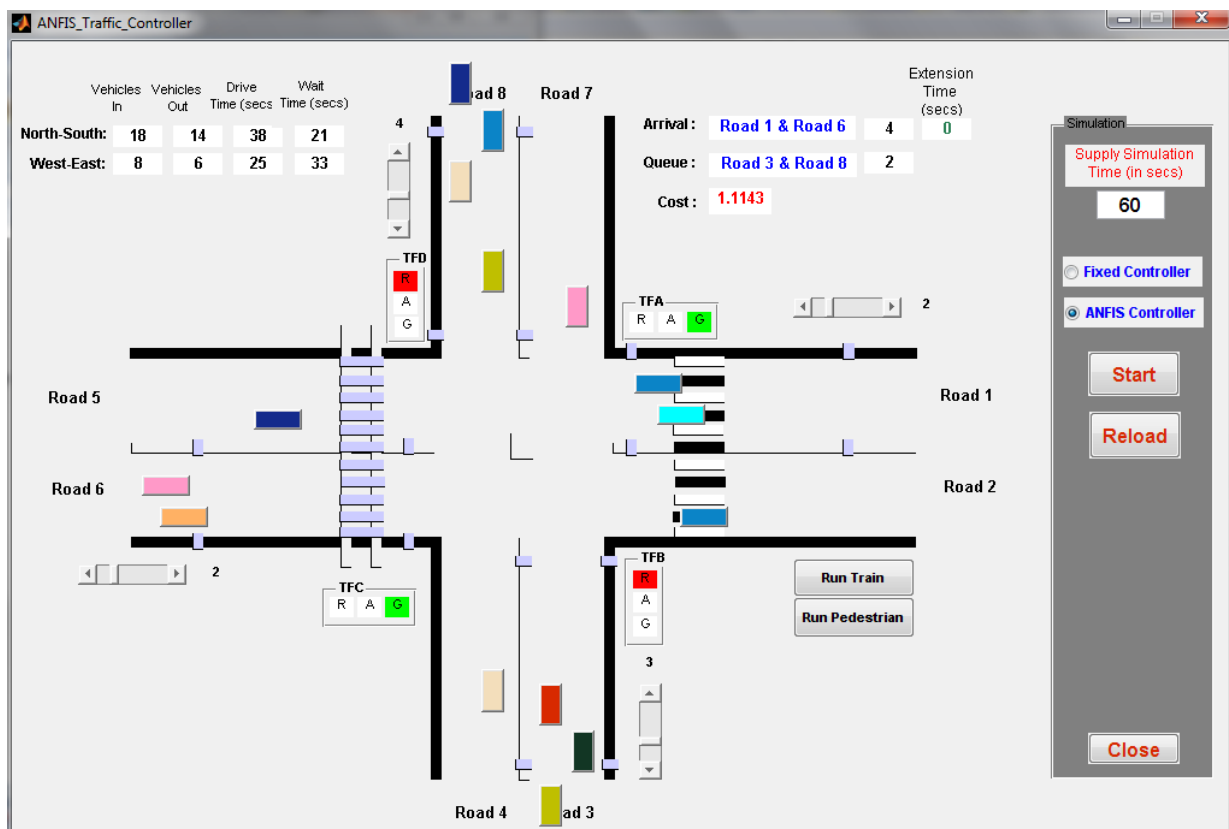 ANFIS_Traffic_Controller
Vehicles In
Vehicles Out
Drive Time (secs
Wait Time (secs)
North-South: 18 14 38 21
West-East: 8 6 25 33
4
ad 8
Road 7
Extension Time (secs)
Arrival : Road 1 & Road 6 4 0
Queue : Road 3 & Road 8 2
Cost : 1.1143
Simulation
Supply Simulation Time (in secs)
60
Fixed Controller
ANFIS Controller
Start
Reload
Close
TFD
R
A
G
TFA
R A G
2
Road 5
Road 1
Road 6
Road 2
2
TFC
R A G
TFB
R
A
G
3
Run Train
Run Pedestrian
Road 4
ad 3